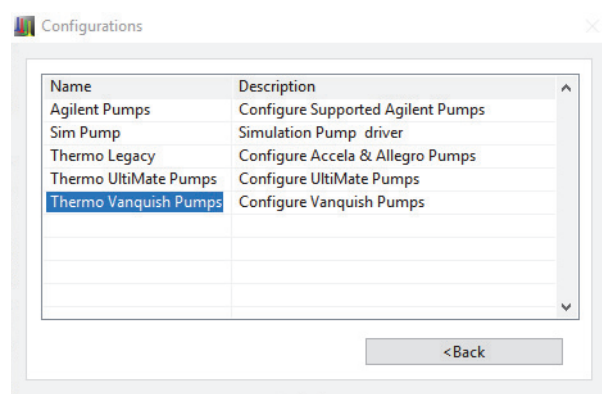 Configurations
Name Description
Agilent Pumps Configure Supported Agilent Pumps
Sim Pump Simulation Pump driver
Thermo Legacy Configure Accela & Allegro Pumps
Thermo UltiMate Pumps Configure UltiMate Pumps
Thermo Vanquish Pumps Configure Vanquish Pumps
<Back